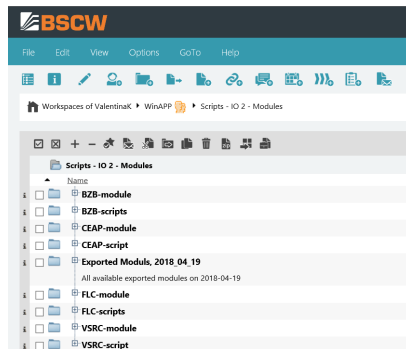 BSCW
File Edit View Options GoTo Help
Workspaces of ValentinaK WinAPP Scripts - IO 2 - Modules
Scripts - IO 2 - Modules
Name
BZB-module
BZB-scripts
CEAP-module
CEAP-script
Exported Moduls, 2018_04_19
All available exported modules on 2018-04-19
FLC-module
FLC-scripts
VSRC-module
VSRC-script